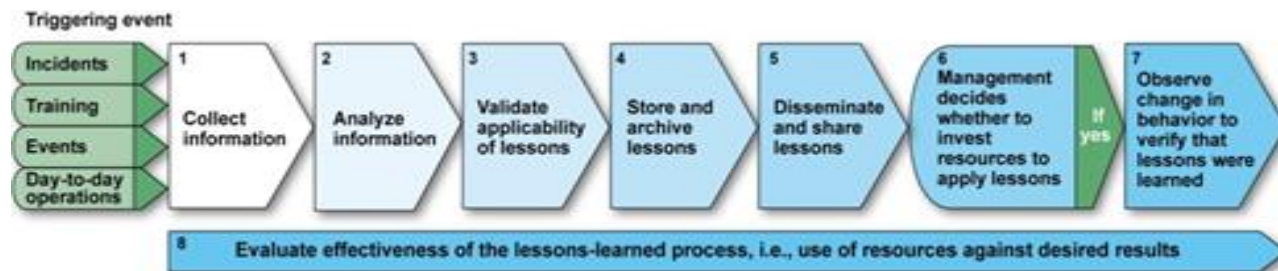 Triggering event
Incidents
Training
Events
Day-to-day
operations
1
Collect
information
2
Analyze
information
3
Validate
applicability
of lessons
4
Store and
archive
lessons
5
Disseminate
and share
lessons
6
Management
decides
whether to
invest
resources to
apply lessons
If
yes
7
Observe
change in
behavior to
verify that
lessons were
learned
8
Evaluate effectiveness of the lessons-learned process, i.e., use of resources against desired results